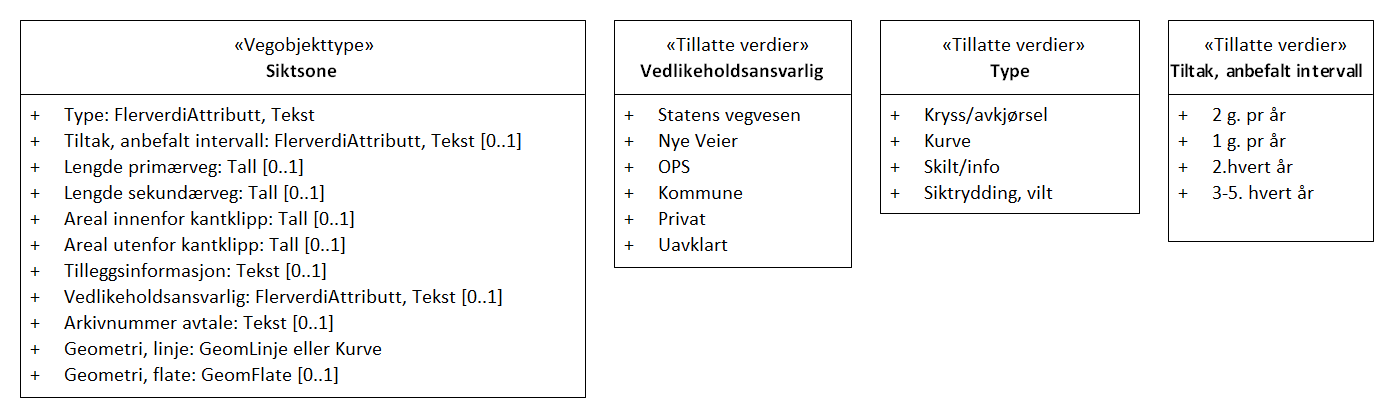 «Vegobjekttype»
Siktsone
+ Type: FlerverdiAttributt, Tekst
+ Tiltak, anbefalt intervall: FlerverdiAttributt, Tekst [0..1]
+ Lengde primærveg: Tall [0..1]
+ Lengde sekundærveg: Tall [0..1]
+ Areal innenfor kantklipp: Tall [0..1]
+ Areal utenfor kantklipp: Tall [0..1]
+ Tilleggsinformasjon: Tekst [0..1]
+ Vedlikeholdsansvarlig: FlerverdiAttributt, Tekst [0..1]
+ Arkivnummer avtale: Tekst [0..1]
+ Geometri, linje: GeomLinje eller Kurve
+ Geometri, flate: GeomFlate [0..1]
«Tillatte verdier»
Vedlikeholdsansvarlig
+ Statens vegvesen
+ Nye Veier
+ OPS
+ Kommune
+ Privat
+ Uavklart
«Tillatte verdier»
Type
+ Kryss/avkjørsel
+ Kurve
+ Skilt/info
+ Siktrydding, vilt
«Tillatte verdier»
Tiltak, anbefalt intervall
+ 2 g. pr år
+ 1 g. pr år
+ 2.hvert år
+ 3-5. hvert år